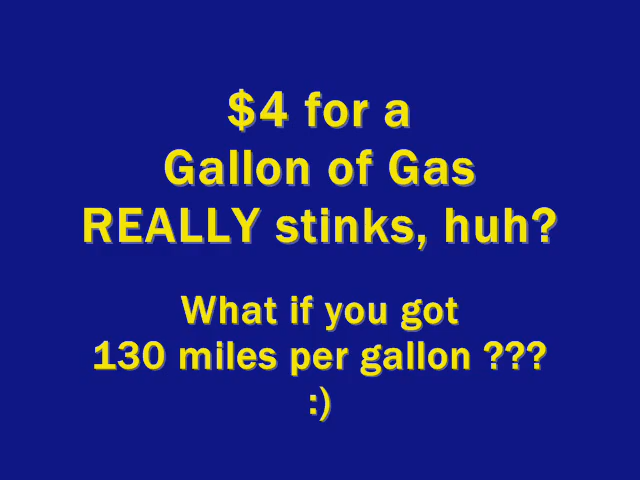 $4 for a
Gallon of Gas
REALLY stinks, huh?
What if you got
130 miles per gallon ???
:)